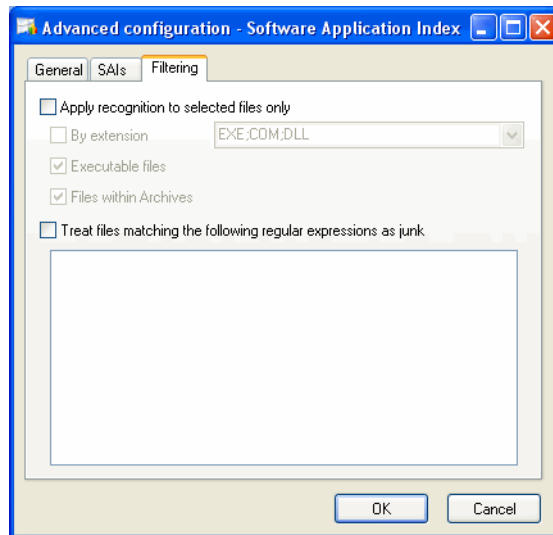 Advanced configuration - Software Application Index
General SAIs Filtering
Apply recognition to selected files only
By extension EXE;COM;DLL
Executable files
Files within Archives
Treat files matching the following regular expressions as junk
OK Cancel